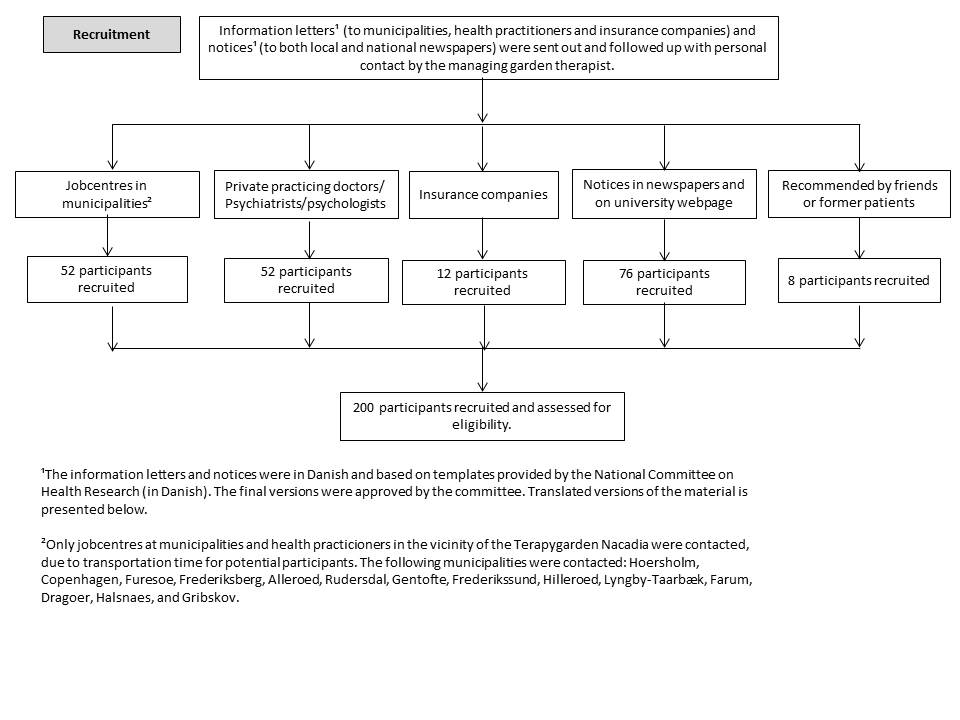 Recruitment
Information letters¹ (to municipalities, health practitioners and insurance companies) and
notices¹ (to both local and national newspapers) were sent out and followed up with personal
contact by the managing garden therapist.
Jobcentres in
municipalities²
Private practicing doctors/
Psychiatrists/psychologists
Insurance companies
Notices in newspapers and
on university webpage
Recommended by friends
or former patients
52 participants
recruited
52 participants
recruited
12 participants
recruited
76 participants
recruited
8 participants recruited
200 participants recruited and assessed for
eligibility.
¹The information letters and notices were in Danish and based on templates provided by the National Committee on
Health Research (in Danish). The final versions were approved by the committee. Translated versions of the material is
presented below.
²Only jobcentres at municipalities and health practicioners in the vicinity of the Terapygarden Nacadia were contacted,
due to transportation time for potential participants. The following municipalities were contacted: Hoersholm,
Copenhagen, Furesoe, Frederiksberg, Alleroed, Rudersdal, Gentofte, Frederikssund, Hilleroed, Lyngby-Taarbæk, Farum,
Dragoer, Halsnaes, and Gribskov.